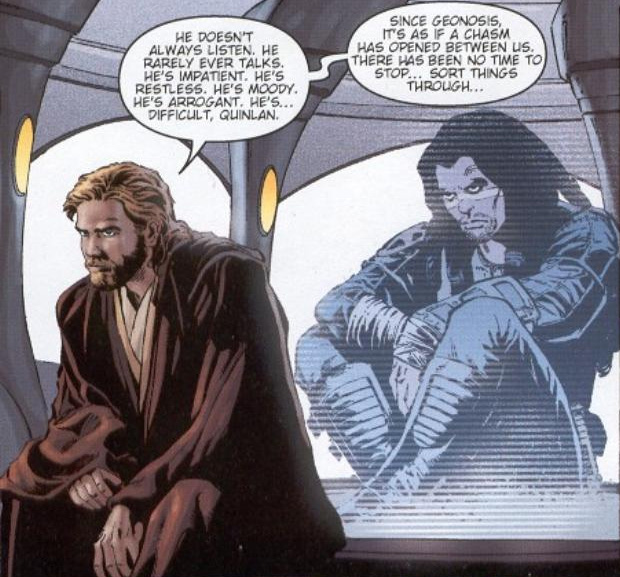 HE DOESN'T
ALWAYS LISTEN. HE
RARELY EVER TALKS.
HE'S IMPATIENT. HE'S
RESTLESS. HE'S MOODY.
HE'S ARROGANT. HE'S...
DIFFICULT, QUINLAN.
SINCE GEONOSIS,
IT'S AS IF A CHASM
HAS OPENED BETWEEN US.
THERE HAS BEEN NO TIME TO
STOP... SORT THINGS
THROUGH...